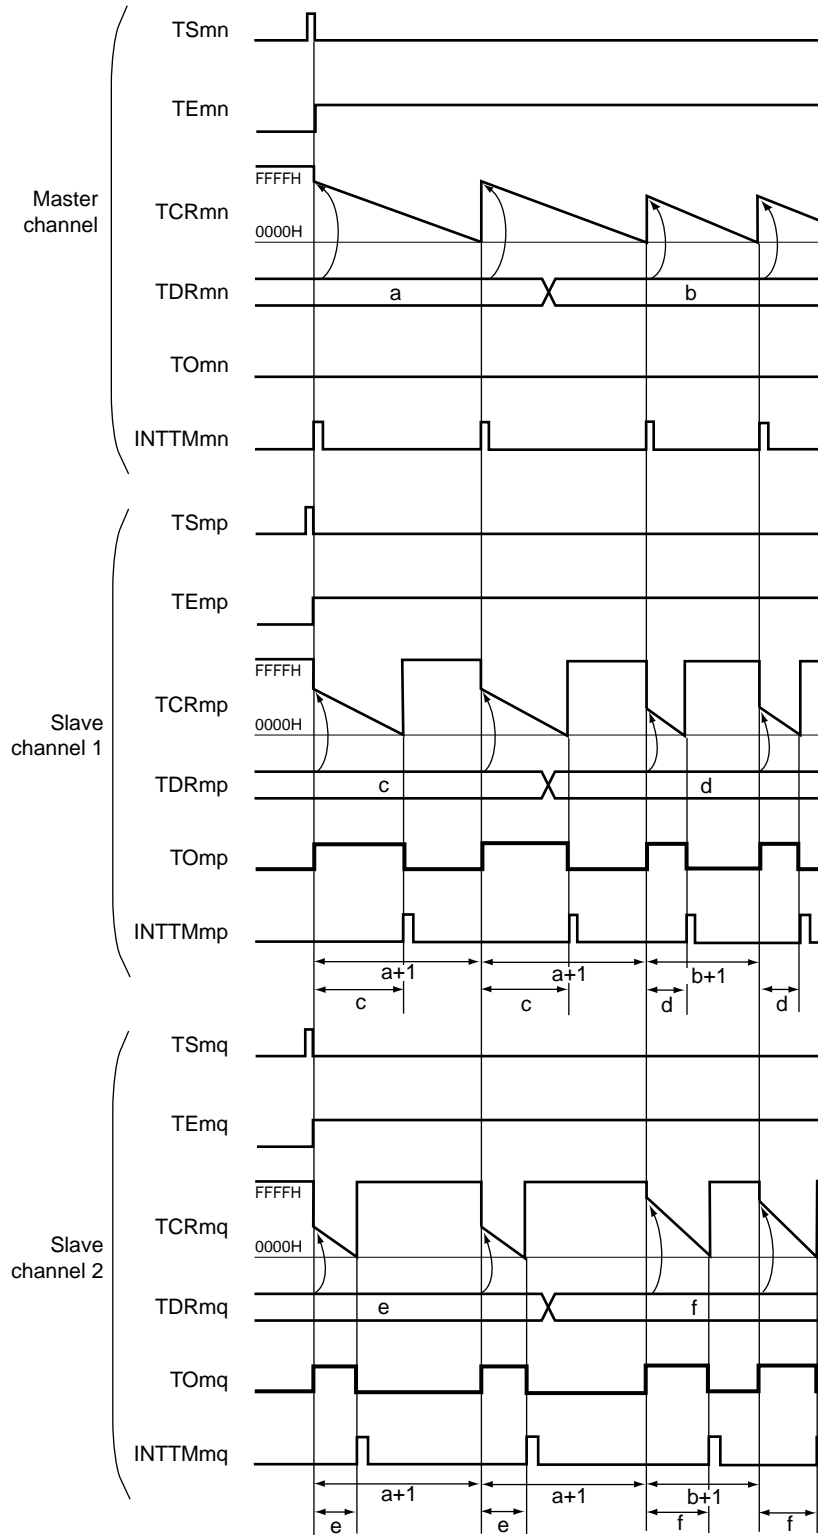 TSmn
TEmn
FFFFH
Master
channel
TCRmn
0000H
TDRmn
a
b
TOmn
INTTMmn
TSmp
TEmp
FFFFH
TCRmp
Slave
channel 1
0000H
TDRmp
c
d
TOmp
INTTMmp
a+1
a+1
b+1
c
c
d
d
TSmq
TEmq
FFFFH
TCRmq
Slave
channel 2
0000H
TDRmq
e
f
TOmq
INTTMmq
a+1
a+1
b+1
e
e
f
f